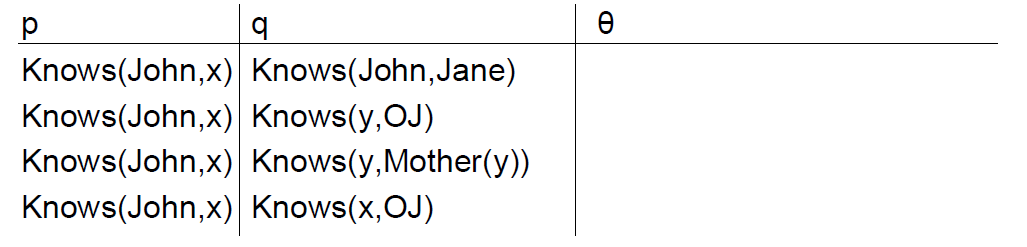 p q θ
Knows(John,x) Knows(John,Jane)
Knows(John,x) Knows(y,OJ)
Knows(John,x) Knows(y,Mother(y))
Knows(John,x) Knows(x,OJ)